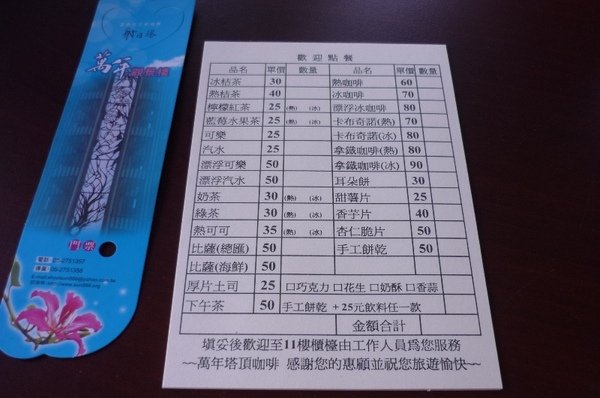 萬年
觀景樓
門票
歡迎點餐
品名 單價 數量 品名 單價 數量
冰桔茶 30 熱咖啡 60
熱桔茶 40 冰咖啡 70
檸檬紅茶 25 (熱) (冰) 漂浮冰咖啡 80
藍莓水果茶 25 (熱) (冰) 卡布奇諾(熱) 70
可樂 25 卡布奇諾(冰) 80
汽水 25 拿鐵咖啡(熱) 80
漂浮可樂 50 拿鐵咖啡(冰) 90
漂浮汽水 50 耳朵餅 30
奶茶 30 (熱) (冰) 甜薯片 25
綠茶 30 (熱) (冰) 香芋片 40
熱可可 35 (熱) (冰) 杏仁脆片 50
比薩(總匯) 50 手工餅乾 50
比薩(海鮮) 50
厚片土司 25 口巧克力 口花生 口奶酥 口香蒜
下午茶 50 手工餅乾 +25元飲料任一款
金額合計
填妥後歡迎至11樓櫃檯由工作人員爲您服務
~~萬年塔頂咖啡 感謝您的惠顧並祝您旅遊愉快~~